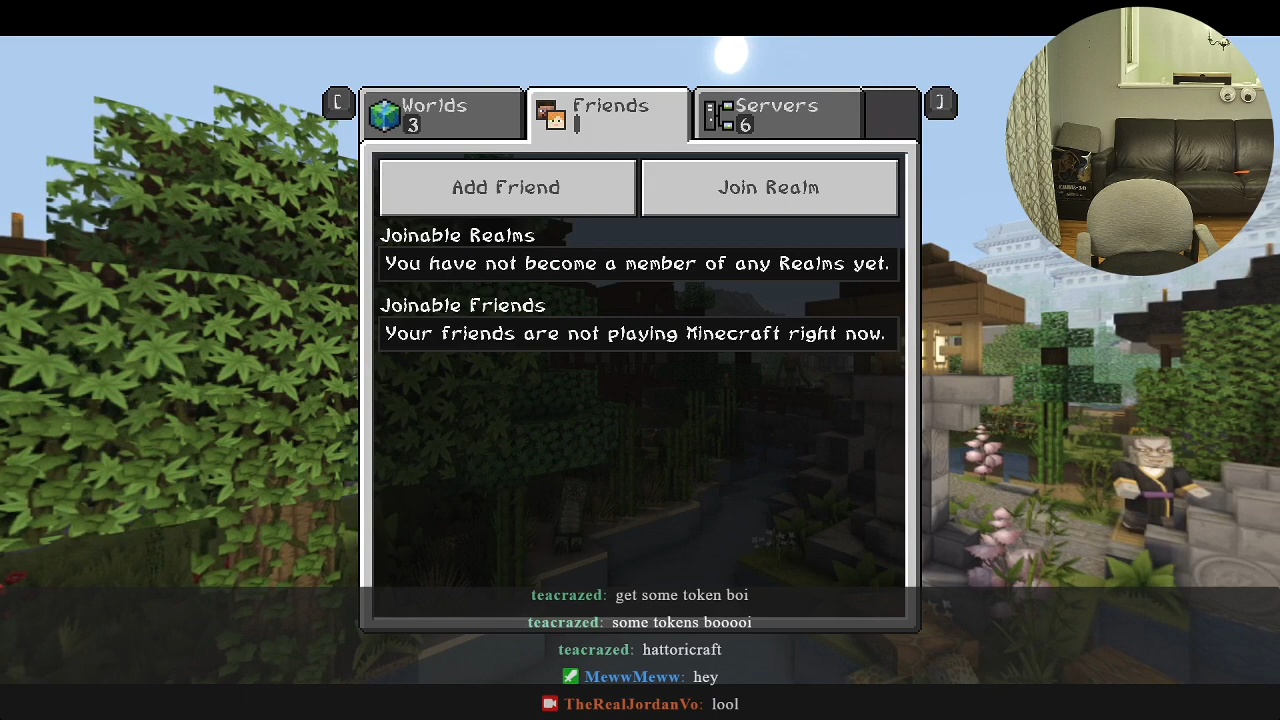 [
Worlds
3
Friends
Servers
6
]
Add Friend
Join Realm
Joinable Realms
You have not become a member of any Realms yet.
Joinable Friends
Your friends are not playing Minecraft right now.
teacrazed: get some token boi
teacrazed: some tokens booooi
teacrazed: hattoricraft
MewwMeww: hey
TheRealJordanVo: lool